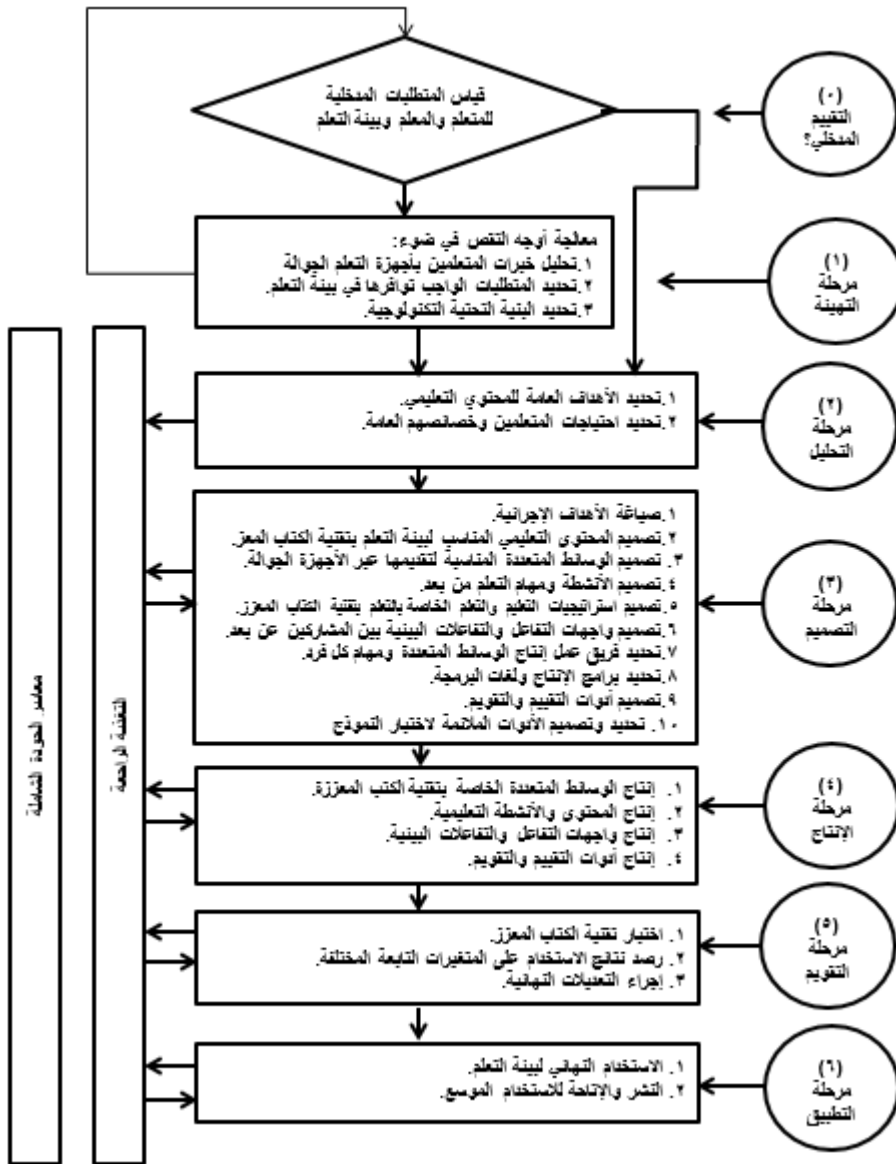 (٠)
التقييم
المدخلي؟
قياس المتطلبات المدخلية
للمتعلم والمعلم وبيئة التعلم
(١)
مرحلة
التهيئة
معالجة أوجه النقص في ضوء:
١.تحليل خبرات المتعلمين بأجهزة التعلم الجوالة
٢.تحديد المتطلبات الواجب توافرها في بيئة التعلم.
٣.تحديد البنية التحتية التكنولوجية.
(٢)
مرحلة
التحليل
١.تحديد الأهداف العامة للمحتوي التعليمي.
٢.تحديد احتياجات المتعلمين وخصائصهم العامة.
(٣)
مرحلة
التصميم
١.صياغة الأهداف الإجرائية.
٢.تصميم المحتوي التعليمي المناسب لبيئة التعلم بتقنية الكتاب المعز.
٣.تصميم الوسائط المتعددة المناسبة لتقديمها عبر الأجهزة الجوالة.
٤.تصميم الأنشطة ومهام التعلم من بعد.
٥.تصميم استراتيجيات التعليم والتعلم الخاصة بالتعلم بتقنية الكتاب المعزز.
٦.تصميم واجهات التفاعل والتفاعلات البينية بين المشاركين عن بعد.
٧.تحديد فريق عمل إنتاج الوسائط المتعددة ومهام كل فرد.
٨.تحديد برامج الإنتاج ولغات البرمجة.
٩.تصميم أدوات التقييم والتقويم.
١٠. تحديد وتصميم الأدوات الملائمة لاختبار النموذج
(٤)
مرحلة
الإنتاج
١. إنتاج الوسائط المتعددة الخاصة بتقنية الكتب المعززة.
٢. إنتاج المحتوى والأنشطة التعليمية.
٣. إنتاج واجهات التفاعل والتفاعلات البينية.
٤. إنتاج أدوات التقييم والتقويم.
(٥)
مرحلة
التقويم
١. اختبار تقنية الكتاب المعزز.
٢. رصد نتائج الاستخدام على المتغيرات التابعة المختلفة.
٣. إجراء التعديلات النهائية.
(٦)
مرحلة
التطبيق
١. الاستخدام النهائي لبيئة التعلم.
٢. النشر والإتاحة للاستخدام الموسع.
التغذية الراجعة
معايير الجودة الشاملة